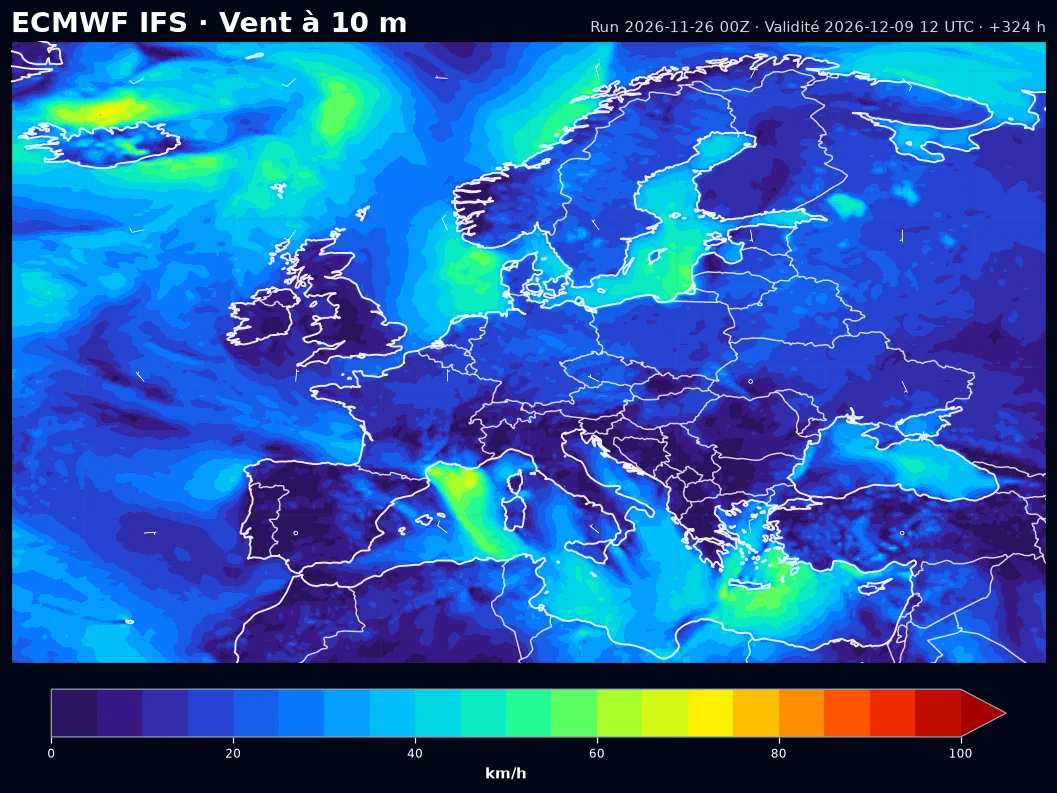 ECMWF IFS · Vent à 10 m
Run 2026-11-26 00Z · Validité 2026-12-09 12 UTC · +324 h
0 20 40 60 80 100
km/h